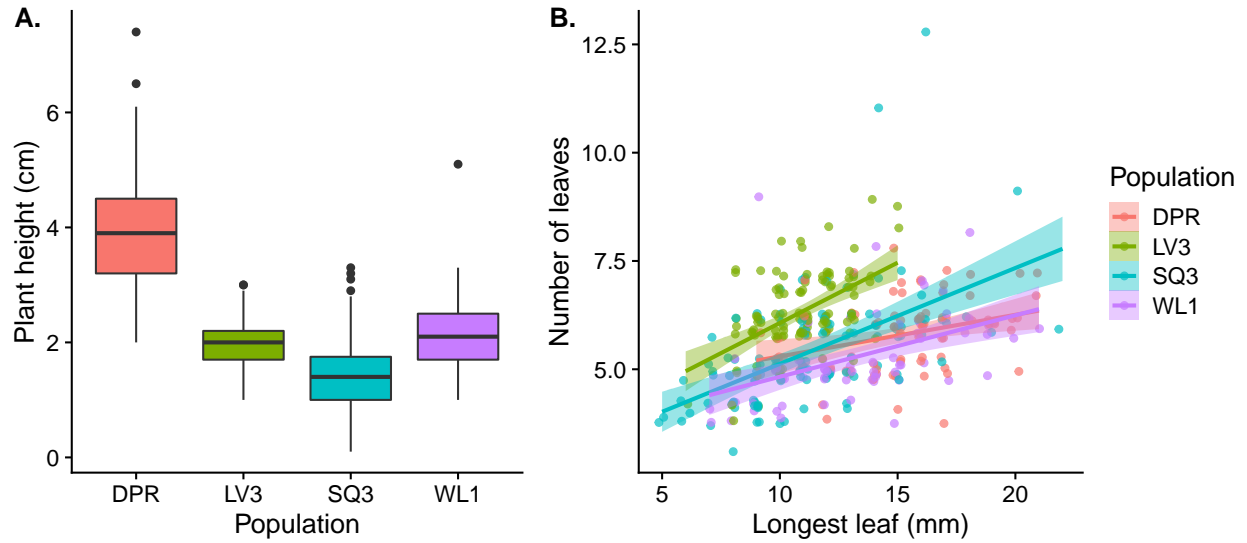 A.
Plant height (cm)
6
4
2
0
DPR LV3 SQ3 WL1
Population
B.
Number of leaves
12.5
10.0
7.5
5.0
5 10 15 20
Longest leaf (mm)
Population
DPR
LV3
SQ3
WL1